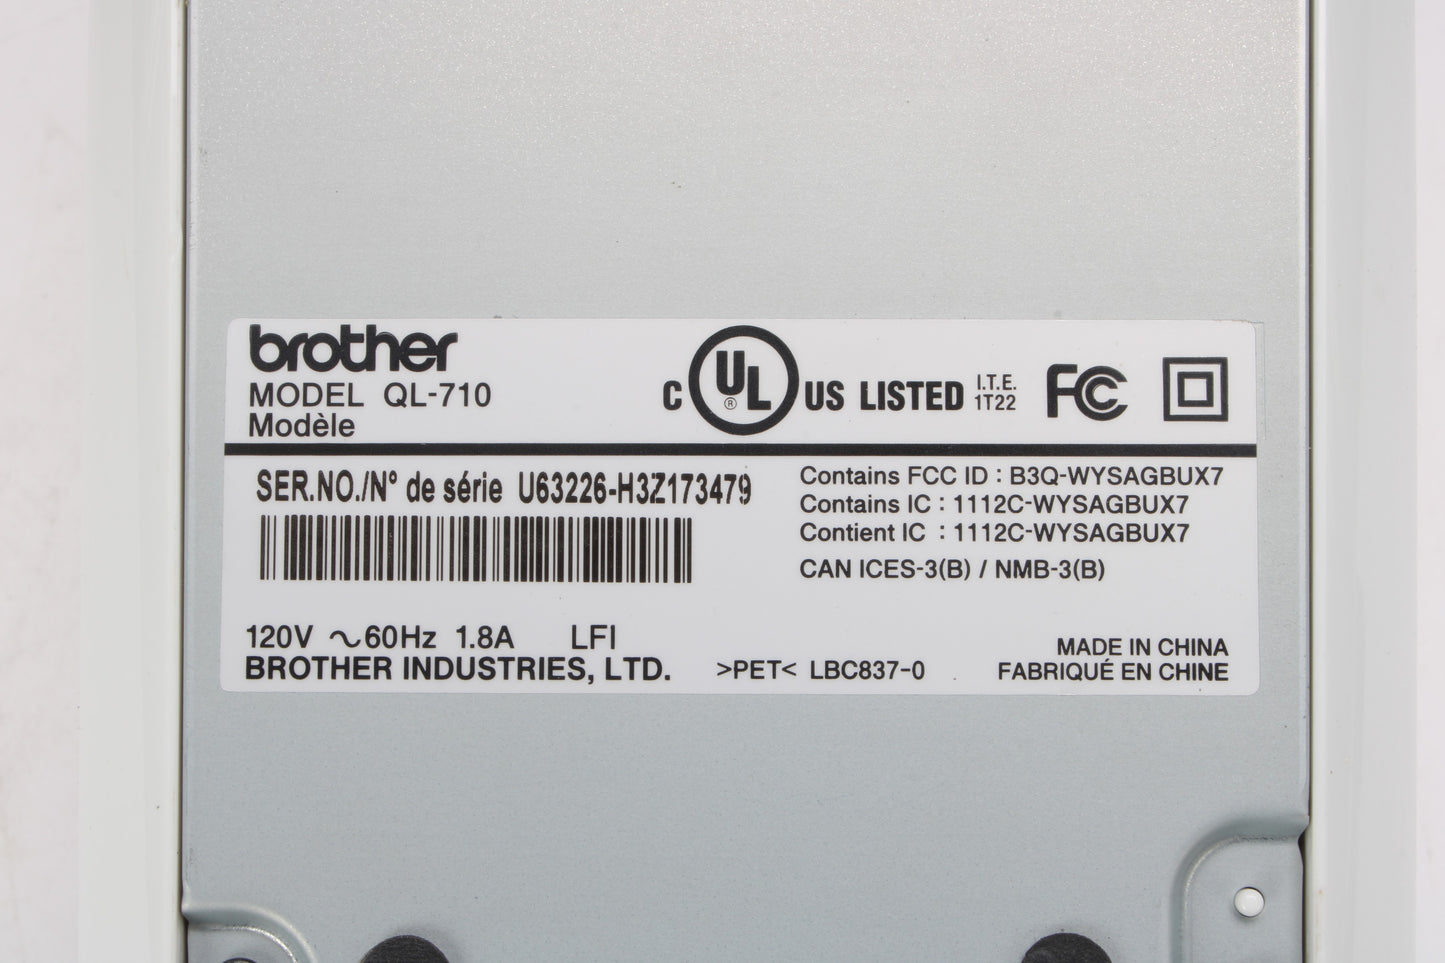 brother
MODEL QL-710
Modèle
C UL ® US LISTED I.T.E. 1T22 FC
SER.NO./N° de série U63226-H3Z173479
Contains FCC ID : B3Q-WYSAGBUX7
Contains IC : 1112C-WYSAGBUX7
Contient IC : 1112C-WYSAGBUX7
CAN ICES-3(B) / NMB-3(B)
120V ~60Hz 1.8A LFI
BROTHER INDUSTRIES, LTD. >PET< LBC837-0
MADE IN CHINA
FABRIQUÉ EN CHINE